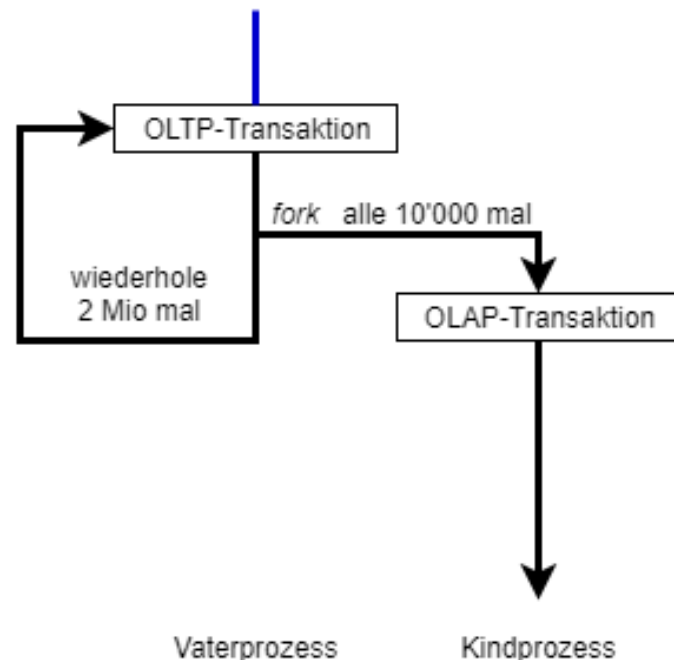 OLTP-Transaktion
fork alle 10'000 mal
wiederhole
2 Mio mal
OLAP-Transaktion
Vaterprozess
Kindprozess